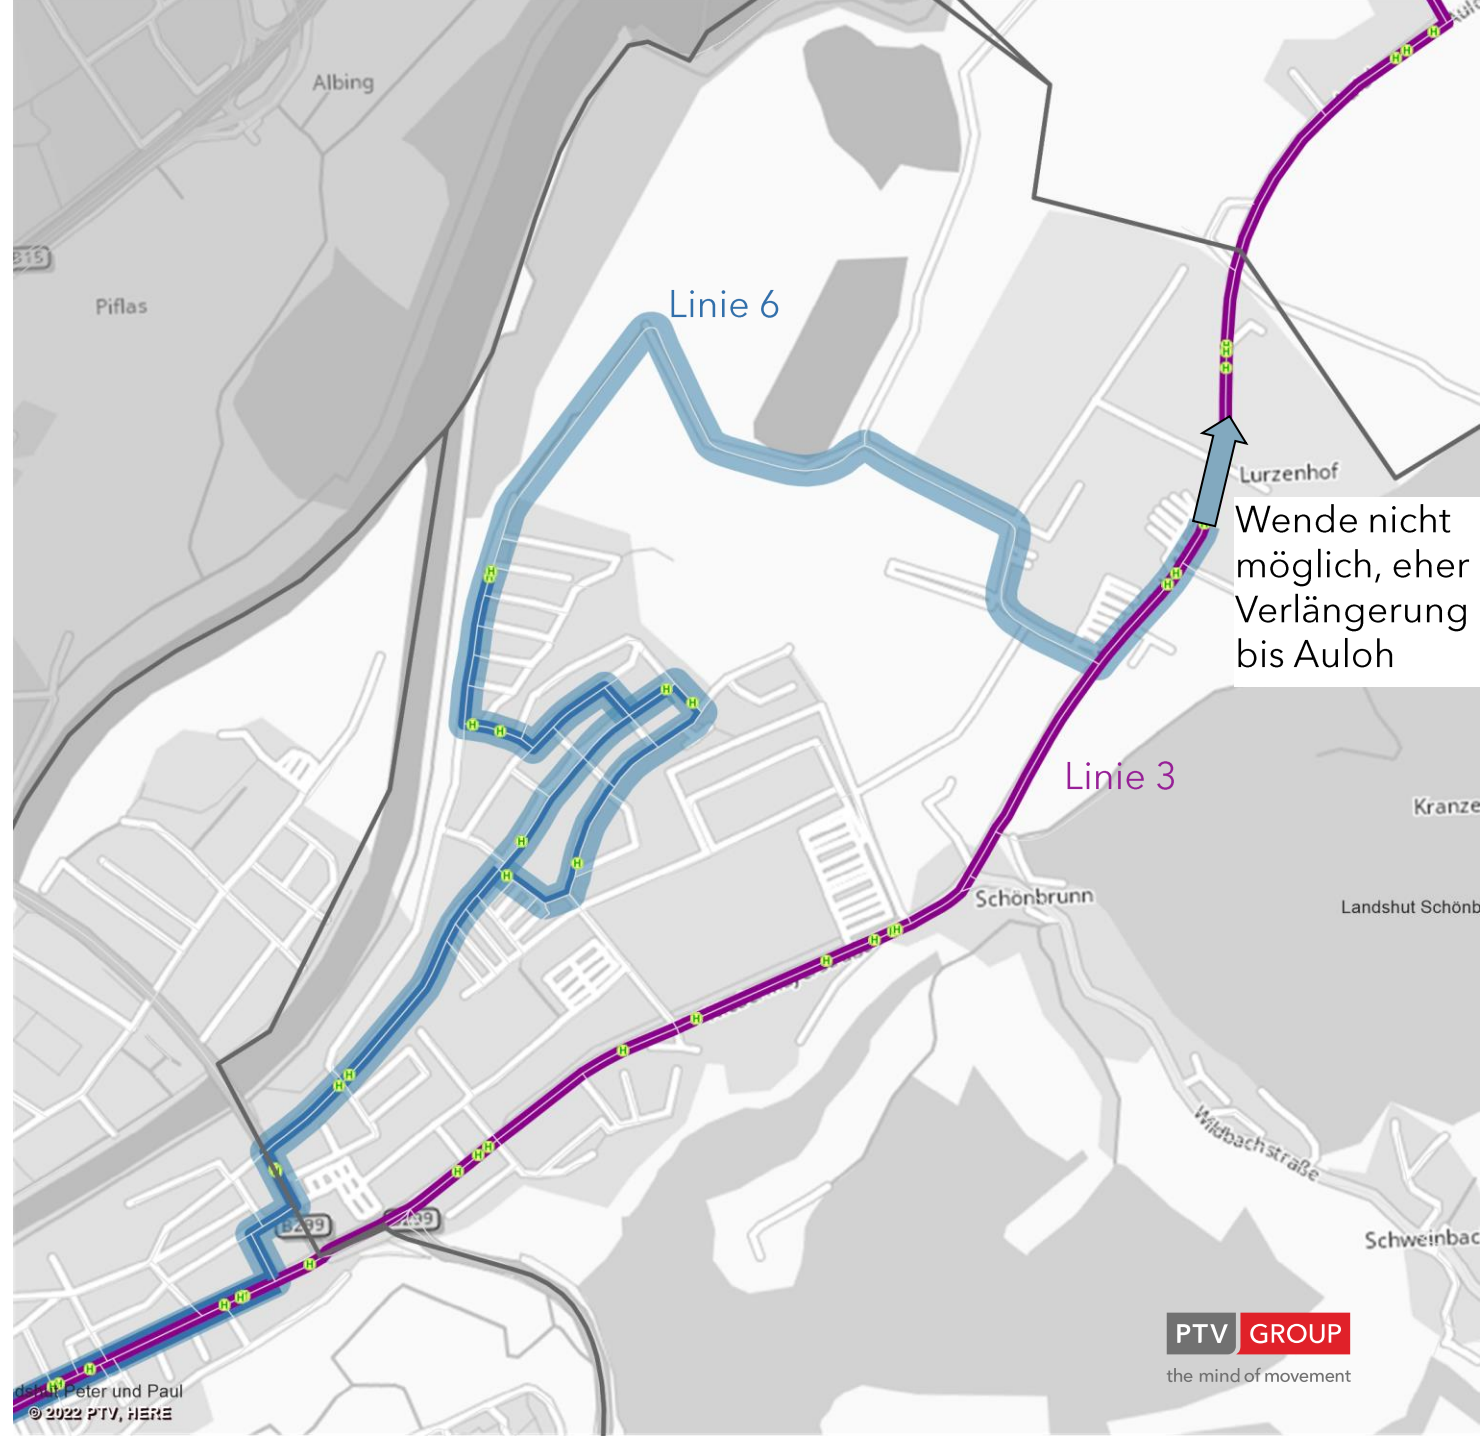 Albing
B15
Piflas
Linie 6
Lurzenhof
Wende nicht
möglich, eher
Verlängerung
bis Auloh
Linie 3
Kranze
Schönbrunn
Landshut Schönb
Wildbachstraße
B299
B299
Schweinbac
PTV GROUP
the mind of movement
dshut Peter und Paul
© 2022 PTV, HERE